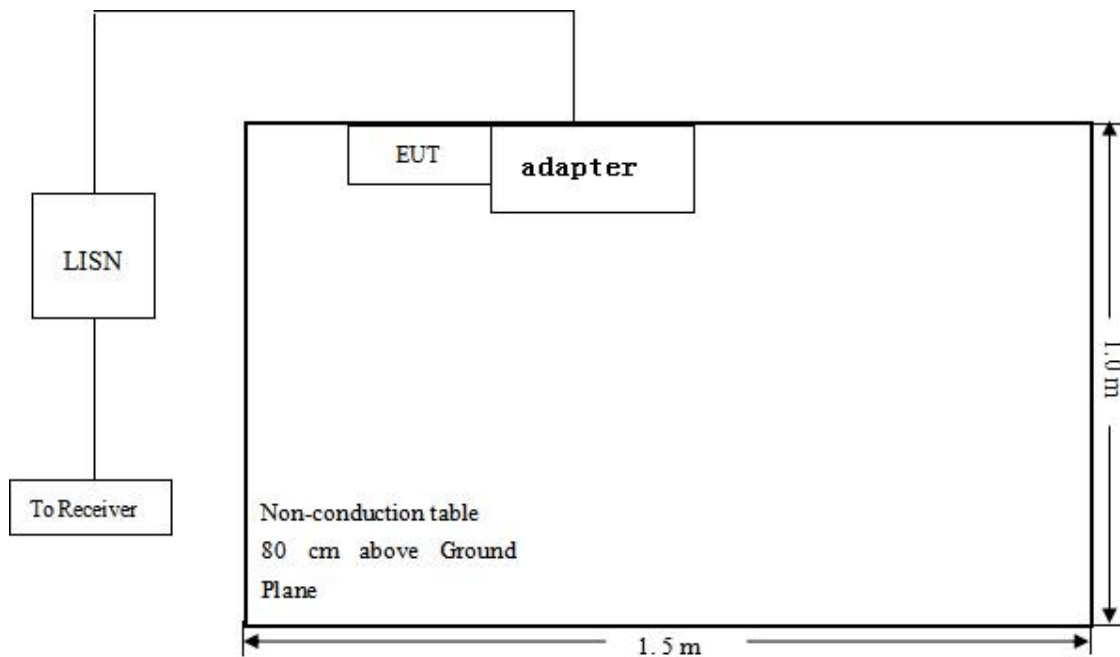 EUT
adapter
LISN
1.0 m
To Receiver
Non-conduction table
80 cm above Ground
Plane
1. 5 m